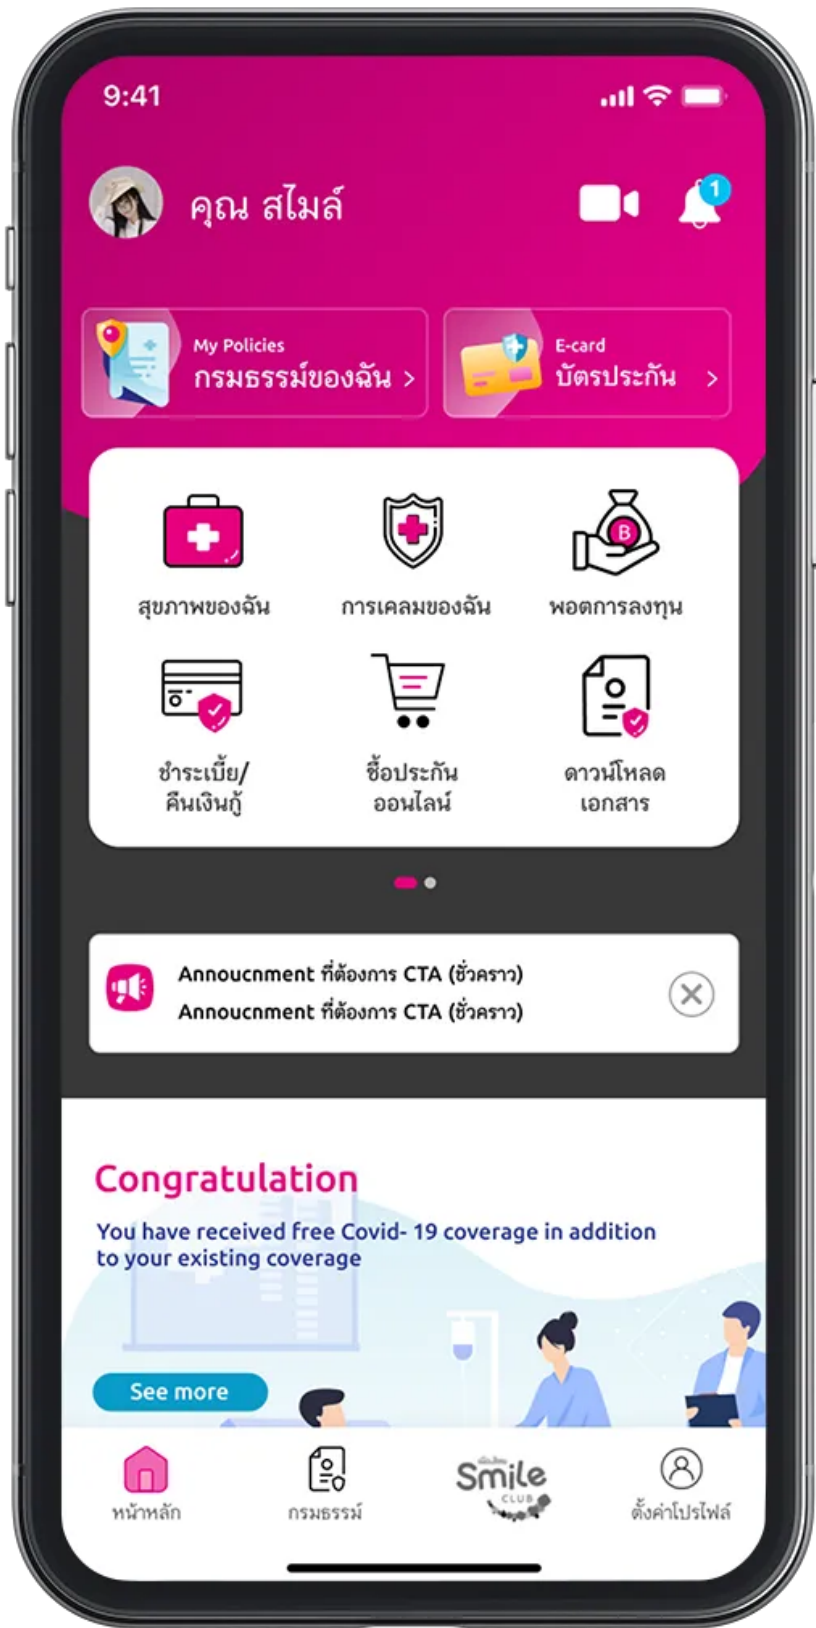 9:41
คุณ สไมล์
1
My Policies
กรมธรรม์ของฉัน >
E-card
บัตรประกัน >
B
สุขภาพของฉัน
การเคลมของฉัน
พอตการลงทุน
ชำระเบี้ย/
คืนเงินกู้
ซื้อประกัน
ออนไลน์
ดาวน์โหลด
เอกสาร
Annoucnment ที่ต้องการ CTA (ชั่วคราว)
Annoucnment ที่ต้องการ CTA (ชั่วคราว)
Congratulation
You have received free Covid- 19 coverage in addition
to your existing coverage
See more
Smile
CLUB
หน้าหลัก
กรมธรรม์
ตั้งค่าโปรไฟล์